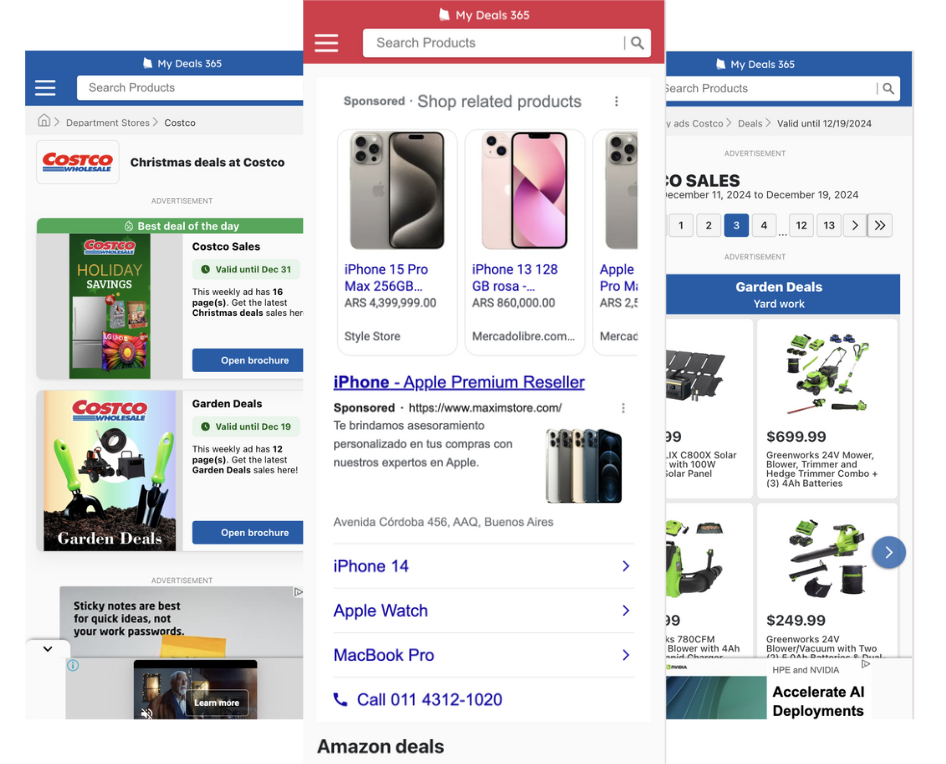 My Deals 365
Search Products
Department Stores
Costco
COSTCO
WHOLESALE
Christmas deals at Costco
ADVERTISEMENT
Best deal of the day
COSTCO
WHOLESALE
HOLIDAY
SAVINGS
Costco Sales
Valid until Dec 31
This weekly ad has 16
page(s). Get the latest
Christmas deals sales her
Open brochure
COSTCO
WHOLESALE
Garden Deals
Garden Deals
Valid until Dec 19
This weekly ad has 12
page(s). Get the latest
Garden Deals sales here!
Open brochure
ADVERTISEMENT
Sticky notes are best
for quick ideas, not
your work passwords.
Learn more
My Deals 365
Search Products
Sponsored · Shop related products
iPhone 15 Pro
Max 256GB...
ARS 4,399,999.00
Style Store
iPhone 13 128
GB rosa -...
ARS 860,000.00
Mercadolibre.com...
Apple
Pro M
ARS 2,5
Mercad
iPhone - Apple Premium Reseller
Sponsored · https://www.maximstore.com/
Te brindamos asesoramiento
personalizado en tus compras con
nuestros expertos en Apple.
Avenida Córdoba 456, AAQ, Buenos Aires
iPhone 14
Apple Watch
MacBook Pro
Call 011 4312-1020
Amazon deals
My Deals 365
Search Products
y ads Costco
Deals
Valid until 12/19/2024
ADVERTISEMENT
CO SALES
ecember 11, 2024 to December 19, 2024
1 2 3 4 ... 12 13
ADVERTISEMENT
Garden Deals
Yard work
99
LIX C800X Solar
with 100W
Solar Panel
$699.99
Greenworks 24V Mower,
Blower, Trimmer and
Hedge Trimmer Combo +
(3) 4Ah Batteries
99
ks 780CFM
Blower with 4Ah
apid Charger
$249.99
Greenworks 24V
Blower/Vacuum with Two
(2) 5.0Ah Batteries & Dual
NVIDIA
HPE and NVIDIA
Accelerate AI
Deployments